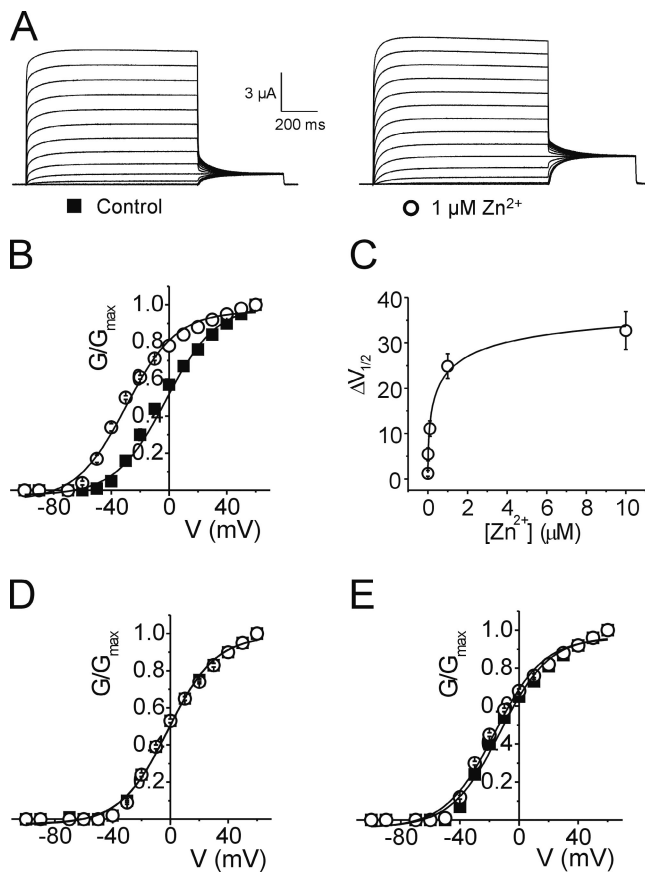 A
3 µA
200 ms
■ Control
○ 1 µM Zn²⁺
B
G/Gmax
1.0
0.8
0.6
0.4
0.2
-80 -40 0 40 80
V (mV)
C
ΔV1/2
40
30
20
10
0
0 2 4 6 8 10
[Zn²⁺] (µM)
D
G/Gmax
1.0
0.8
0.6
0.4
0.2
-80 -40 0 40 80
V (mV)
E
G/Gmax
1.0
0.8
0.6
0.4
0.2
-80 -40 0 40 80
V (mV)